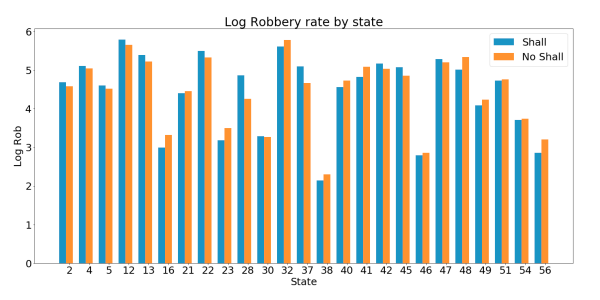 Log Robbery rate by state
Shall
No Shall
Log Rob
6
5
4
3
2
1
0
2 4 5 12 13 16 21 22 23 28 30 32 37 38 40 41 42 45 46 47 48 49 51 54 56
State